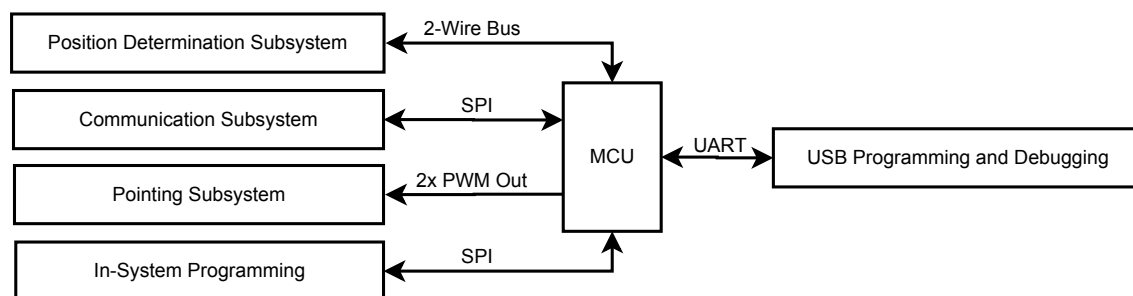 Position Determination Subsystem
2-Wire Bus
Communication Subsystem
SPI
MCU
UART
USB Programming and Debugging
Pointing Subsystem
2x PWM Out
In-System Programming
SPI